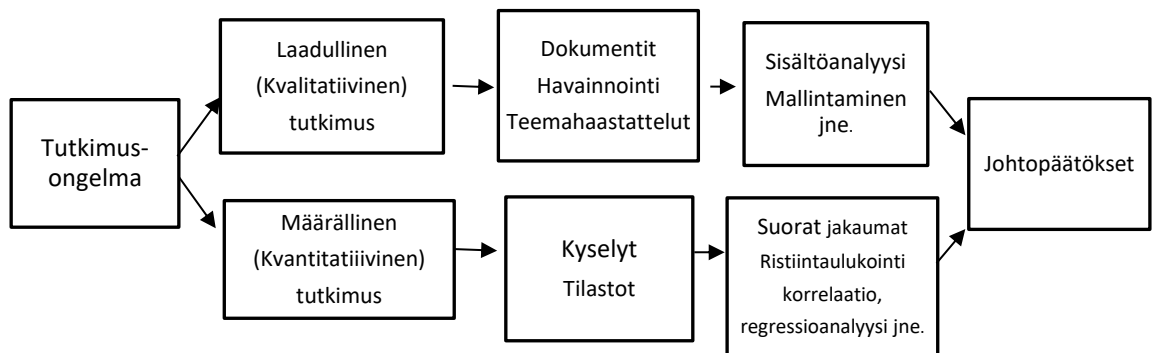 Tutkimus-
ongelma
Laadullinen
(Kvalitatiivinen)
tutkimus
Dokumentit
Havainnointi
Teemahaastattelut
Sisältöanalyysi
Mallintaminen
jne.
Määrällinen
(Kvantitatiiivinen)
tutkimus
Kyselyt
Tilastot
Suorat jakaumat
Ristiintaulukointi
korrelaatio,
regressioanalyysi jne.
Johtopäätökset